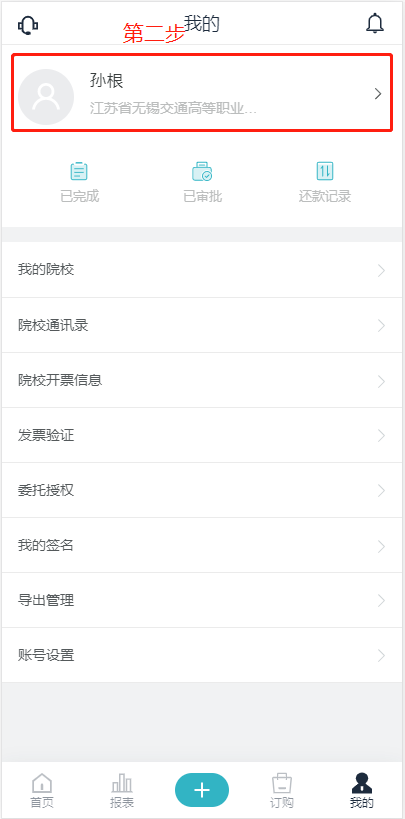 第二步
我的
孙根
江苏省无锡交通高等职业...
已完成
已审批
还款记录
我的院校
院校通讯录
院校开票信息
发票验证
委托授权
我的签名
导出管理
账号设置
首页
报表
订购
我的